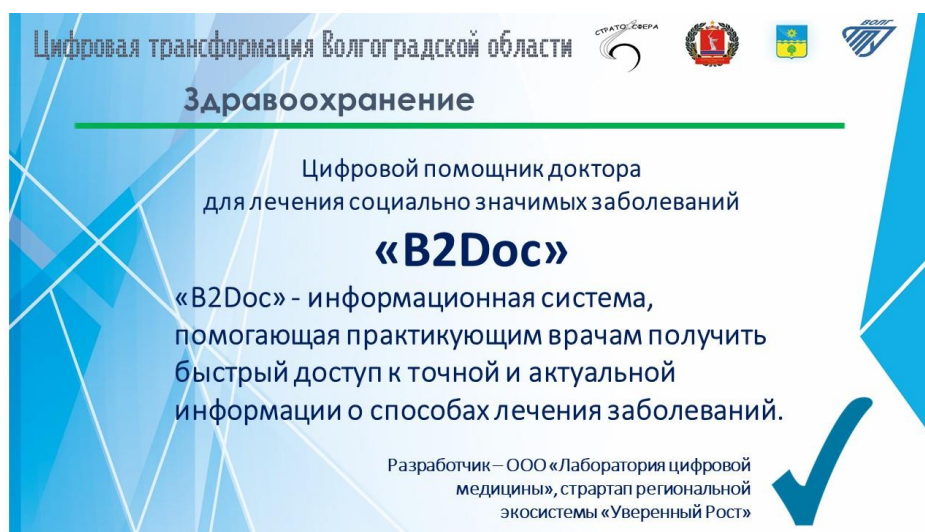 Цифровая трансформация Волгоградской области
СТРАТОСФЕРА
ВОЛГ
ГТУ
Здравоохранение
Цифровой помощник доктора
для лечения социально значимых заболеваний
«B2Doc»
«B2Doc» - информационная система,
помогающая практикующим врачам получить
быстрый доступ к точной и актуальной
информации о способах лечения заболеваний.
Разработчик – ООО «Лаборатория цифровой
медицины», страртап региональной
экосистемы «Уверенный Рост»